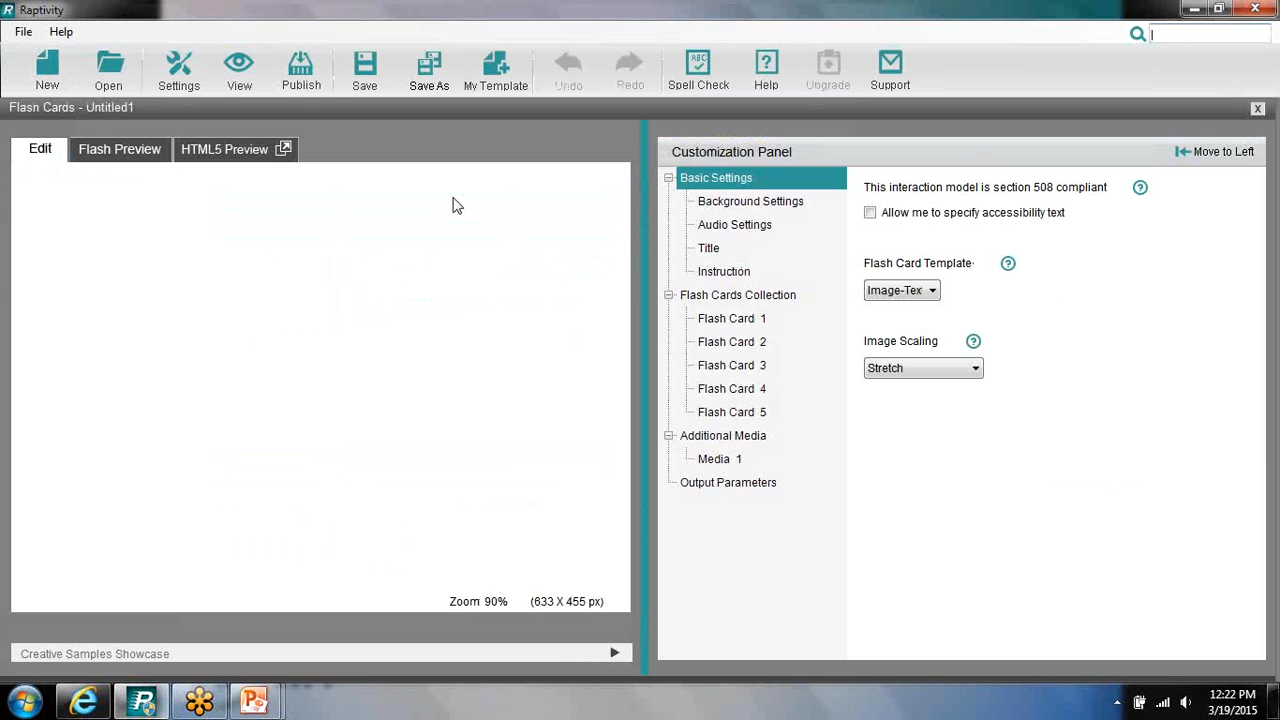 Raptivity
File Help
New Open Settings View Publish Save Save As My Template Undo Redo Spell Check Help Upgrade Support
Flash Cards - Untitled1
X
Edit Flash Preview HTML5 Preview
Customization Panel Move to Left
Basic Settings
Background Settings
Audio Settings
Title
Instruction
Flash Cards Collection
Flash Card 1
Flash Card 2
Flash Card 3
Flash Card 4
Flash Card 5
Additional Media
Media 1
Output Parameters
This interaction model is section 508 compliant ?
Allow me to specify accessibility text
Flash Card Template ?
Image-Tex
Image Scaling ?
Stretch
Zoom 90% (633 X 455 px)
Creative Samples Showcase
12:22 PM
3/19/2015